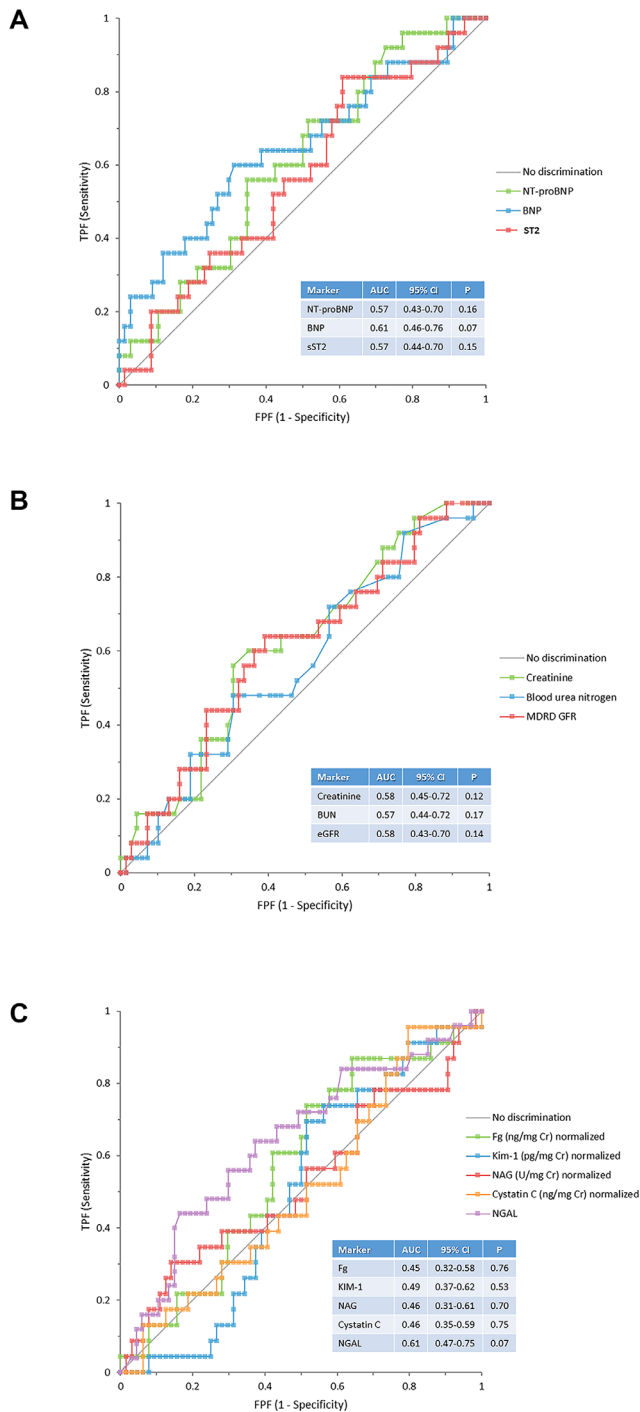 A
TPF (Sensitivity)
1
0.8
0.6
0.4
0.2
0
0 0.2 0.4 0.6 0.8 1
FPF (1 - Specificity)
No discrimination
NT-proBNP
BNP
ST2
Marker AUC 95% CI P
NT-proBNP 0.57 0.43-0.70 0.16
BNP 0.61 0.46-0.76 0.07
sST2 0.57 0.44-0.70 0.15
B
TPF (Sensitivity)
1
0.8
0.6
0.4
0.2
0
0 0.2 0.4 0.6 0.8 1
FPF (1 - Specificity)
No discrimination
Creatinine
Blood urea nitrogen
MDRD GFR
Marker AUC 95% CI P
Creatinine 0.58 0.45-0.72 0.12
BUN 0.57 0.44-0.72 0.17
eGFR 0.58 0.43-0.70 0.14
C
TPF (Sensitivity)
1
0.8
0.6
0.4
0.2
0
0 0.2 0.4 0.6 0.8 1
FPF (1 - Specificity)
No discrimination
Fg (ng/mg Cr) normalized
Kim-1 (pg/mg Cr) normalized
NAG (U/mg Cr) normalized
Cystatin C (ng/mg Cr) normalized
NGAL
Marker AUC 95% CI P
Fg 0.45 0.32-0.58 0.76
KIM-1 0.49 0.37-0.62 0.53
NAG 0.46 0.31-0.61 0.70
Cystatin C 0.46 0.35-0.59 0.75
NGAL 0.61 0.47-0.75 0.07